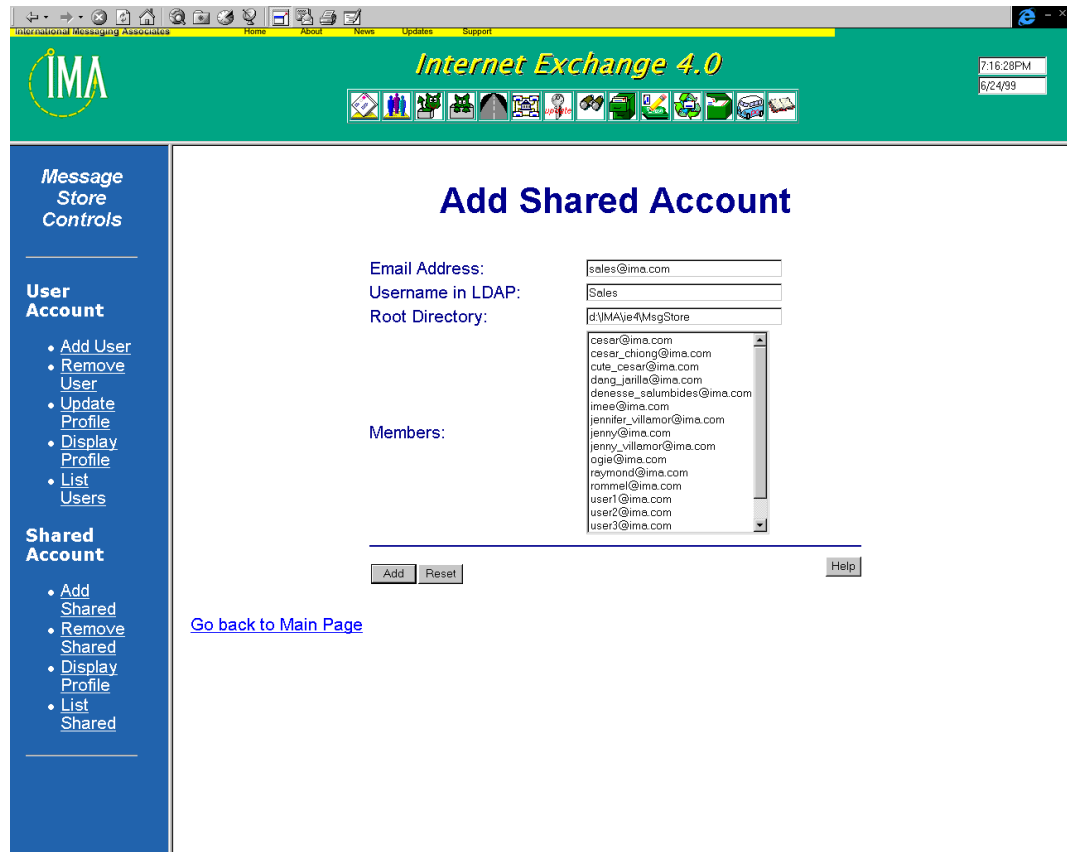 International Messaging Associates
Home About News Updates Support
IMA
Internet Exchange 4.0
update
7:16:28PM
6/24/99
Message
Store
Controls
User
Account
Add User
Remove
User
Update
Profile
Display
Profile
List
Users
Shared
Account
Add
Shared
Remove
Shared
Display
Profile
List
Shared
Add Shared Account
Email Address: sales@ima.com
Username in LDAP: Sales
Root Directory: d:\IMA\ie4\MsgStore
Members:
cesar@ima.com
cesar_chiong@ima.com
cute_cesar@ima.com
dang_jarilla@ima.com
denesse_salumbides@ima.com
imee@ima.com
jennifer_villamor@ima.com
jenny@ima.com
jenny_villamor@ima.com
ogie@ima.com
raymond@ima.com
rommel@ima.com
user1@ima.com
user2@ima.com
user3@ima.com
Add Reset Help
Go back to Main Page